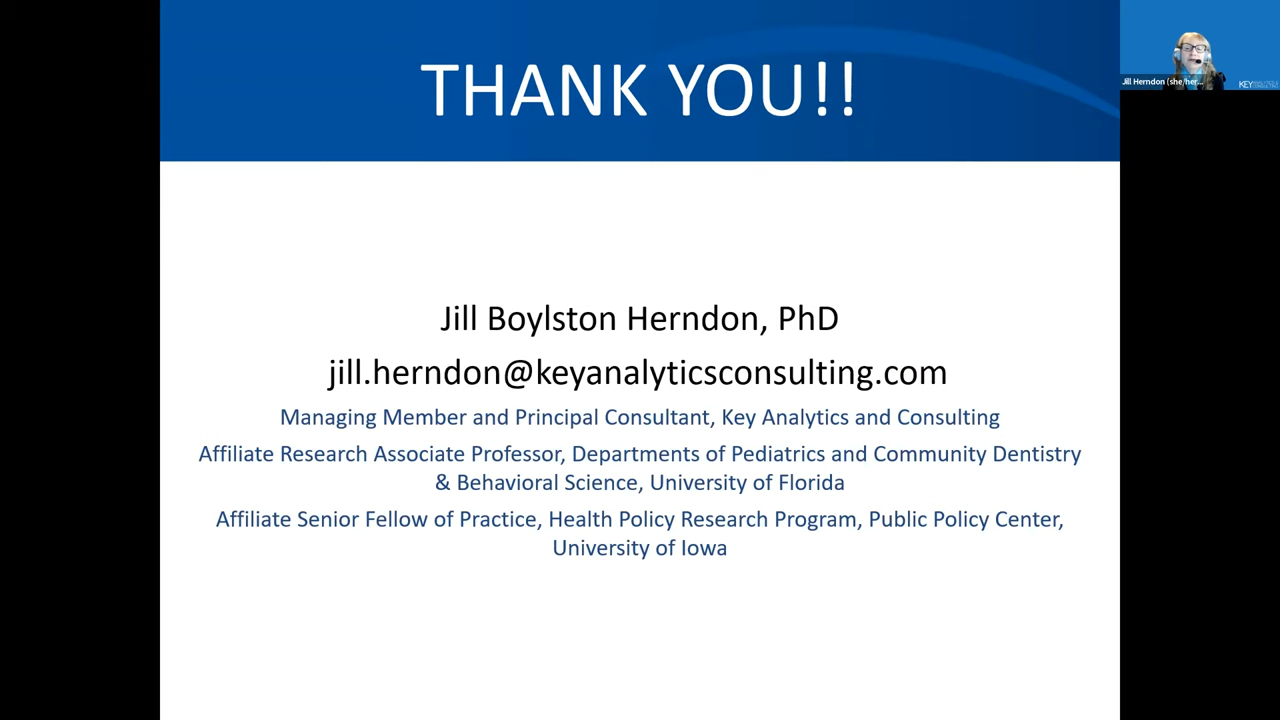 THANK YOU!!
Jill Herndon (she/her...
KEY
Jill Boylston Herndon, PhD
jill.herndon@keyanalyticsconsulting.com
Managing Member and Principal Consultant, Key Analytics and Consulting
Affiliate Research Associate Professor, Departments of Pediatrics and Community Dentistry
& Behavioral Science, University of Florida
Affiliate Senior Fellow of Practice, Health Policy Research Program, Public Policy Center,
University of Iowa